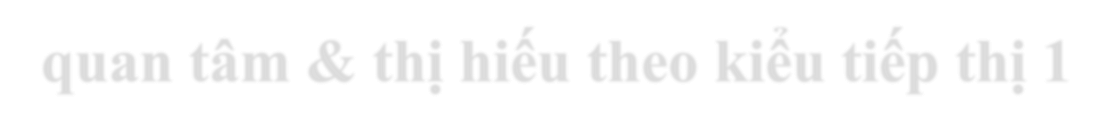 quan tâm & thị hiếu theo kiểu tiếp thị 1